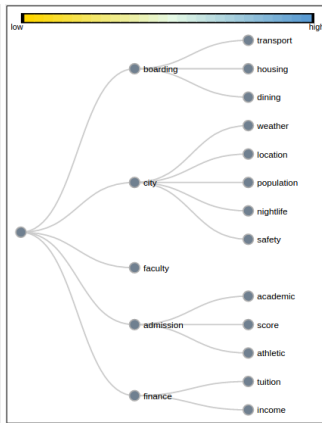 low
high
transport
boarding
housing
dining
weather
location
city
population
nightlife
safety
faculty
academic
admission
score
athletic
tuition
finance
income